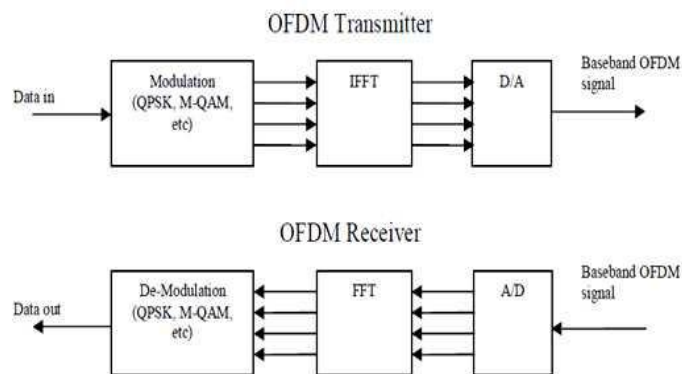 OFDM Transmitter
Data in
Modulation
(QPSK, M-QAM,
etc)
IFFT
D/A
Baseband OFDM
signal
OFDM Receiver
Data out
De-Modulation
(QPSK, M-QAM,
etc)
FFT
A/D
Baseband OFDM
signal